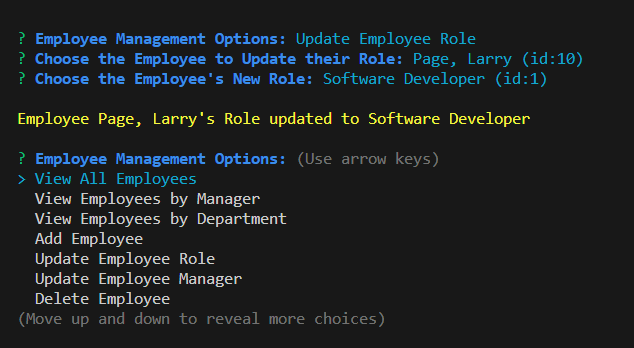 ? Employee Management Options: Update Employee Role
? Choose the Employee to Update their Role: Page, Larry (id:10)
? Choose the Employee's New Role: Software Developer (id:1)
Employee Page, Larry's Role updated to Software Developer
? Employee Management Options: (Use arrow keys)
> View All Employees
View Employees by Manager
View Employees by Department
Add Employee
Update Employee Role
Update Employee Manager
Delete Employee
(Move up and down to reveal more choices)